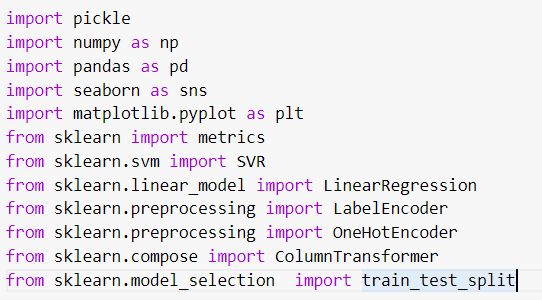 import pickle
import numpy as np
import pandas as pd
import seaborn as sns
import matplotlib.pyplot as plt
from sklearn import metrics
from sklearn.svm import SVR
from sklearn.linear_model import LinearRegression
from sklearn.preprocessing import LabelEncoder
from sklearn.preprocessing import OneHotEncoder
from sklearn.compose import ColumnTransformer
from sklearn.model_selection  import train_test_split